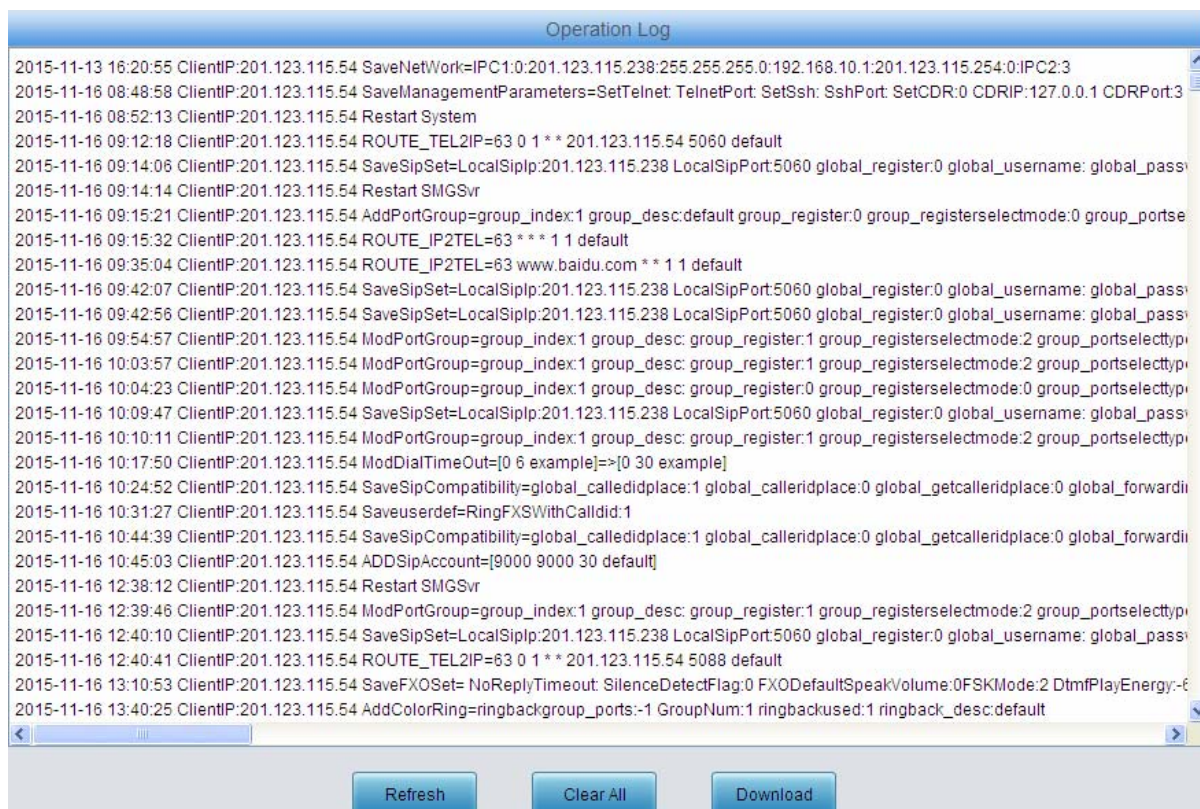 Operation Log
2015-11-13 16:20:55 ClientIP:201.123.115.54 SaveNetWork=IPC1:0:201.123.115.238:255.255.255.0:192.168.10.1:201.123.115.254:0:IPC2:3
2015-11-16 08:48:58 ClientIP:201.123.115.54 SaveManagementParameters=SetTelnet: TelnetPort: SetSsh: SshPort: SetCDR:0 CDRIP:127.0.0.1 CDRPort:3
2015-11-16 08:52:13 ClientIP:201.123.115.54 Restart System
2015-11-16 09:12:18 ClientIP:201.123.115.54 ROUTE_TEL2IP=63 0 1 * * 201.123.115.54 5060 default
2015-11-16 09:14:06 ClientIP:201.123.115.54 SaveSipSet=LocalSipIp:201.123.115.238 LocalSipPort:5060 global_register:0 global_username: global_passw
2015-11-16 09:14:14 ClientIP:201.123.115.54 Restart SMGSvr
2015-11-16 09:15:21 ClientIP:201.123.115.54 AddPortGroup=group_index:1 group_desc:default group_register:0 group_registerselectmode:0 group_portse
2015-11-16 09:15:32 ClientIP:201.123.115.54 ROUTE_IP2TEL=63 * * * 1 1 default
2015-11-16 09:35:04 ClientIP:201.123.115.54 ROUTE_IP2TEL=63 www.baidu.com * * 1 1 default
2015-11-16 09:42:07 ClientIP:201.123.115.54 SaveSipSet=LocalSipIp:201.123.115.238 LocalSipPort:5060 global_register:0 global_username: global_passw
2015-11-16 09:42:56 ClientIP:201.123.115.54 SaveSipSet=LocalSipIp:201.123.115.238 LocalSipPort:5060 global_register:0 global_username: global_passw
2015-11-16 09:54:57 ClientIP:201.123.115.54 ModPortGroup=group_index:1 group_desc: group_register:1 group_registerselectmode:2 group_portselecttype
2015-11-16 10:03:57 ClientIP:201.123.115.54 ModPortGroup=group_index:1 group_desc: group_register:1 group_registerselectmode:2 group_portselecttype
2015-11-16 10:04:23 ClientIP:201.123.115.54 ModPortGroup=group_index:1 group_desc: group_register:0 group_registerselectmode:0 group_portselecttype
2015-11-16 10:09:47 ClientIP:201.123.115.54 SaveSipSet=LocalSipIp:201.123.115.238 LocalSipPort:5060 global_register:0 global_username: global_passw
2015-11-16 10:10:11 ClientIP:201.123.115.54 ModPortGroup=group_index:1 group_desc: group_register:1 group_registerselectmode:2 group_portselecttype
2015-11-16 10:17:50 ClientIP:201.123.115.54 ModDialTimeOut=[0 6 example]=>[0 30 example]
2015-11-16 10:24:52 ClientIP:201.123.115.54 SaveSipCompatibility=global_calledidplace:1 global_calleridplace:0 global_getcalleridplace:0 global_forwardin
2015-11-16 10:31:27 ClientIP:201.123.115.54 Saveuserdef=RingFXSWithCalldid:1
2015-11-16 10:44:39 ClientIP:201.123.115.54 SaveSipCompatibility=global_calledidplace:1 global_calleridplace:0 global_getcalleridplace:0 global_forwardin
2015-11-16 10:45:03 ClientIP:201.123.115.54 ADDSipAccount=[9000 9000 30 default]
2015-11-16 12:38:12 ClientIP:201.123.115.54 Restart SMGSvr
2015-11-16 12:39:46 ClientIP:201.123.115.54 ModPortGroup=group_index:1 group_desc: group_register:1 group_registerselectmode:2 group_portselecttype
2015-11-16 12:40:10 ClientIP:201.123.115.54 SaveSipSet=LocalSipIp:201.123.115.238 LocalSipPort:5060 global_register:0 global_username: global_passw
2015-11-16 12:40:41 ClientIP:201.123.115.54 ROUTE_TEL2IP=63 0 1 * * 201.123.115.54 5088 default
2015-11-16 13:10:53 ClientIP:201.123.115.54 SaveFXOSet= NoReplyTimeout: SilenceDetectFlag:0 FXODefaultSpeakVolume:0FSKMode:2 DtmfPlayEnergy:-6
2015-11-16 13:40:25 ClientIP:201.123.115.54 AddColorRing=ringbackgroup_ports:-1 GroupNum:1 ringbackused:1 ringback_desc:default
Refresh
Clear All
Download